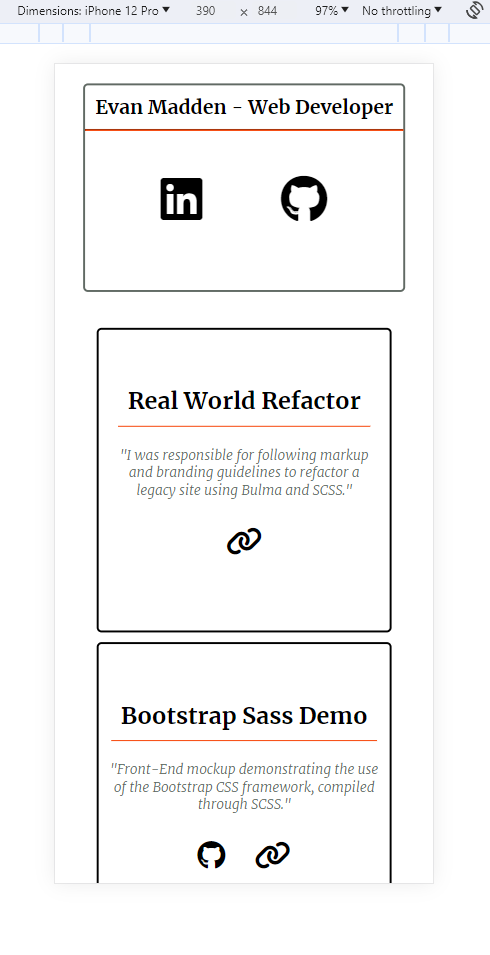 Dimensions: iPhone 12 Pro ▼ 390 × 844 97% ▼ No throttling ▼
Evan Madden - Web Developer
in
Real World Refactor
"I was responsible for following markup
and branding guidelines to refactor a
legacy site using Bulma and SCSS."
Bootstrap Sass Demo
"Front-End mockup demonstrating the use
of the Bootstrap CSS framework, compiled
through SCSS."